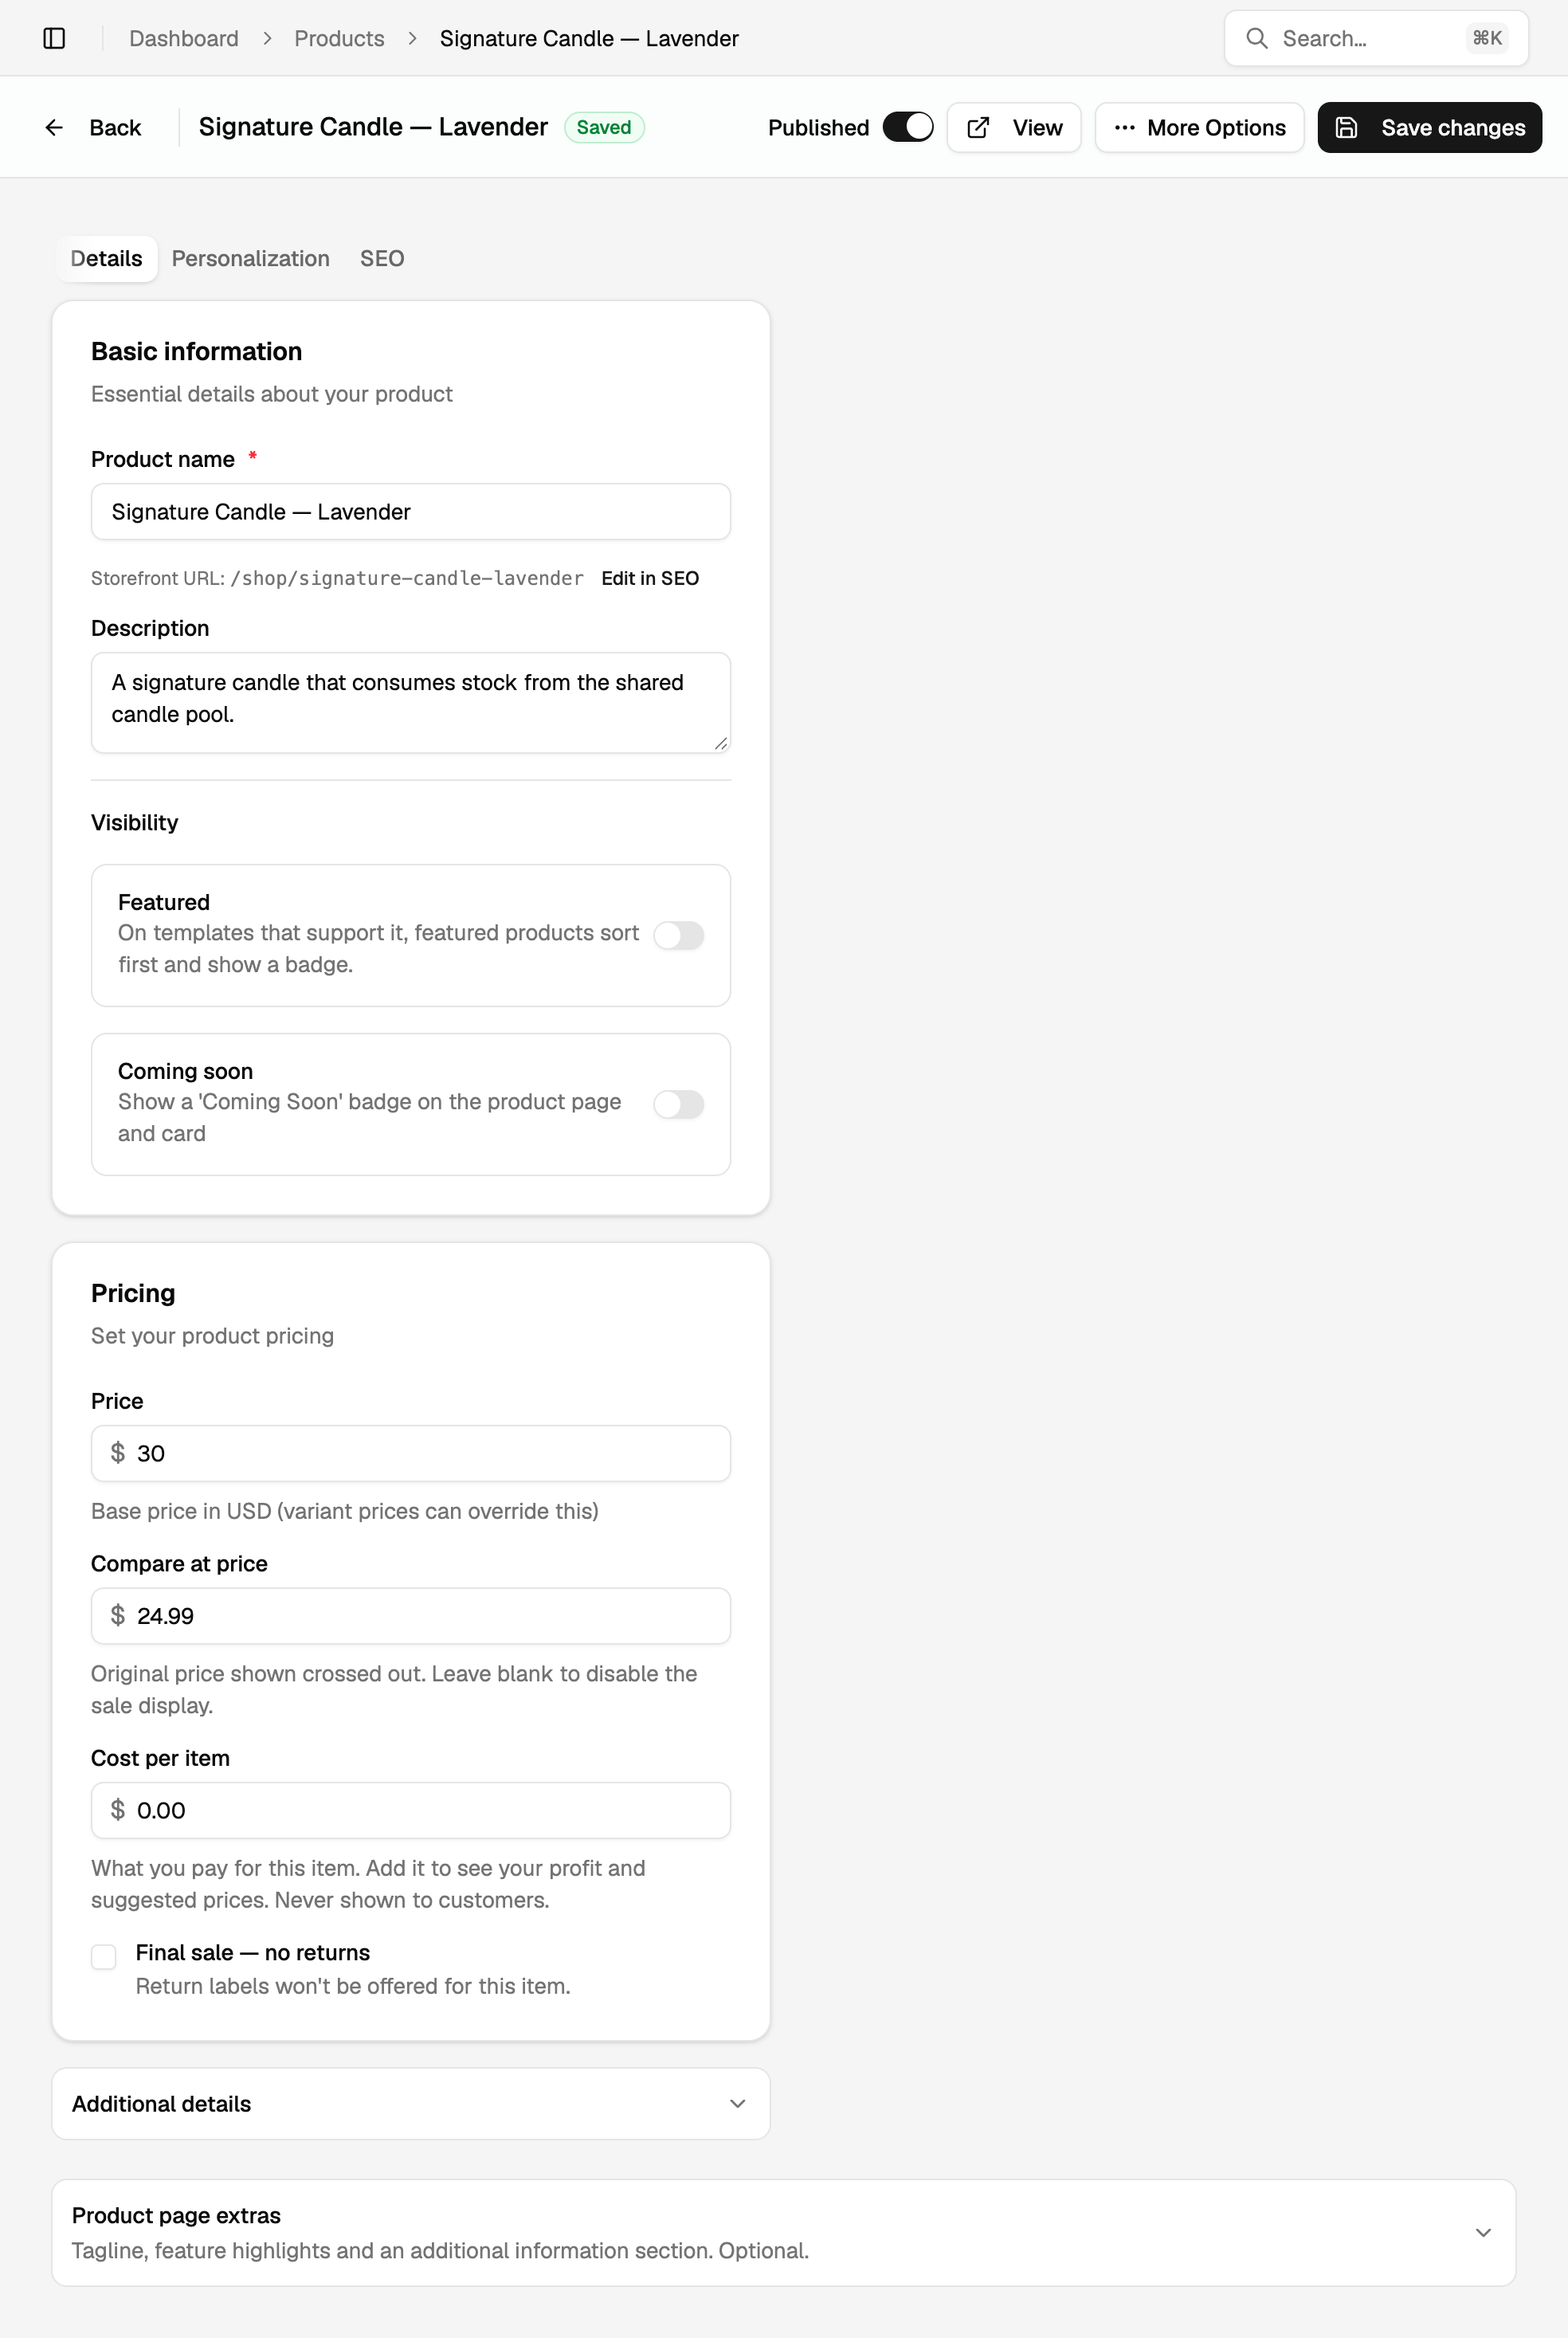 Dashboard > Products > Signature Candle — Lavender
Search... ⌘K
Back
Signature Candle — Lavender
Saved
Published
View
More Options
Save changes
Details
Personalization
SEO
Basic information
Essential details about your product
Product name *
Signature Candle — Lavender
Storefront URL: /shop/signature-candle-lavender Edit in SEO
Description
A signature candle that consumes stock from the shared
candle pool.
Visibility
Featured
On templates that support it, featured products sort
first and show a badge.
Coming soon
Show a 'Coming Soon' badge on the product page
and card
Pricing
Set your product pricing
Price
$ 30
Base price in USD (variant prices can override this)
Compare at price
$ 24.99
Original price shown crossed out. Leave blank to disable the
sale display.
Cost per item
$ 0.00
What you pay for this item. Add it to see your profit and
suggested prices. Never shown to customers.
Final sale — no returns
Return labels won't be offered for this item.
Additional details
Product page extras
Tagline, feature highlights and an additional information section. Optional.